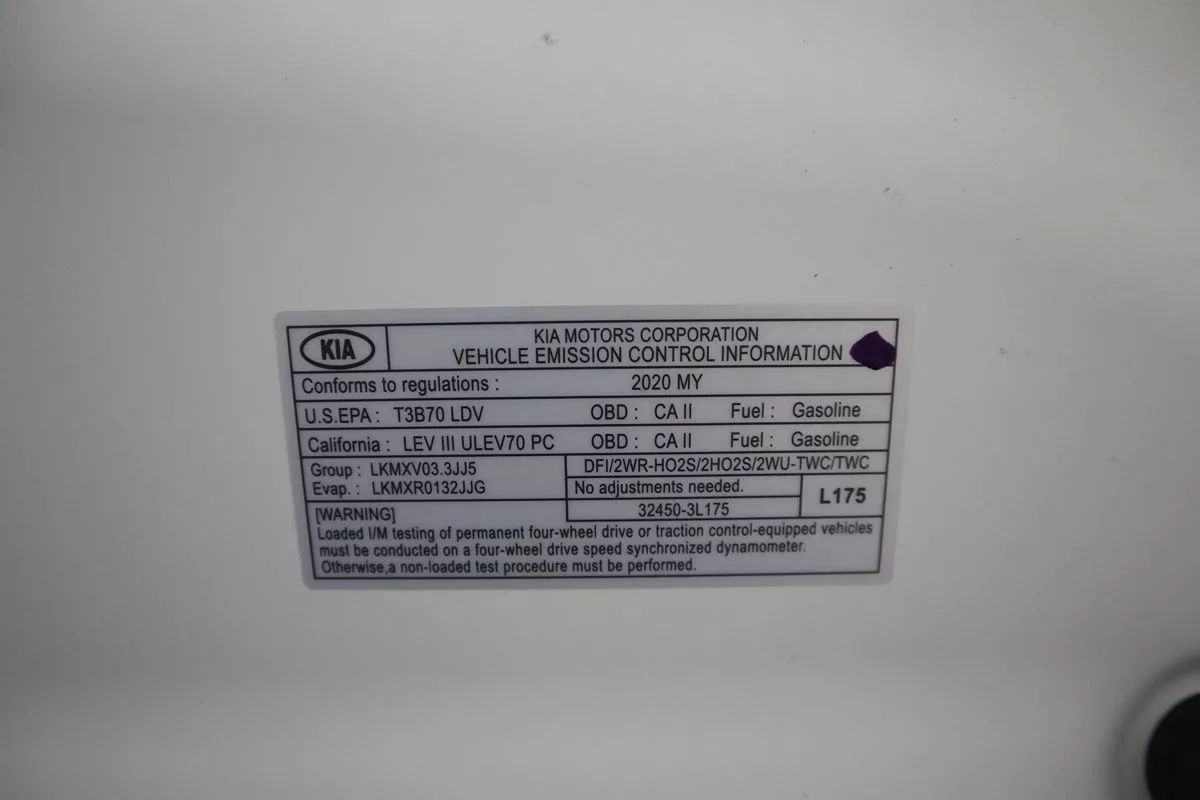 KIA
KIA MOTORS CORPORATION
VEHICLE EMISSION CONTROL INFORMATION
Conforms to regulations : 2020 MY
U.S.EPA : T3B70 LDV OBD : CA II Fuel : Gasoline
California : LEV III ULEV70 PC OBD : CA II Fuel : Gasoline
Group : LKMXV03.3JJ5
Evap. : LKMXR0132JJG
DFI/2WR-HO2S/2HO2S/2WU-TWC/TWC
No adjustments needed.
32450-3L175
L175
[WARNING]
Loaded I/M testing of permanent four-wheel drive or traction control-equipped vehicles
must be conducted on a four-wheel drive speed synchronized dynamometer.
Otherwise,a non-loaded test procedure must be performed.